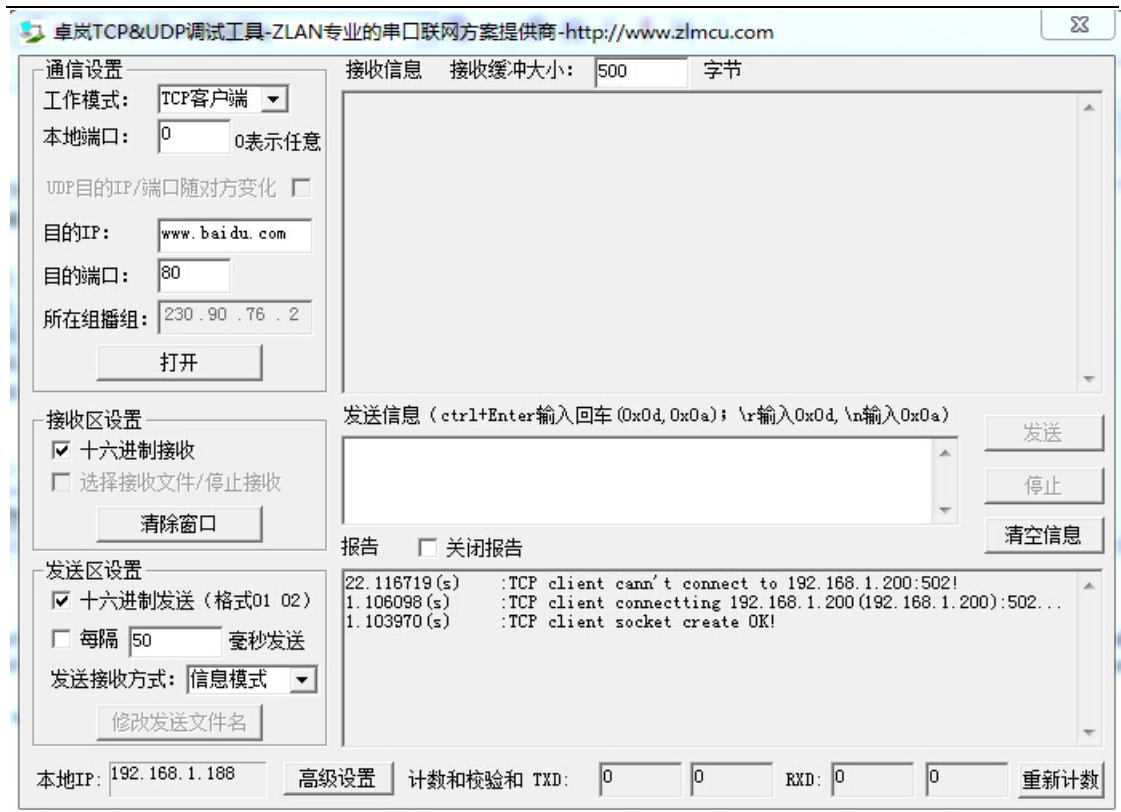 卓岚TCP&UDP调试工具-ZLAN专业的串口联网方案提供商-http://www.zlmcu.com
通信设置
工作模式: TCP客户端
本地端口: 0 0表示任意
UDP目的IP/端口随对方变化
目的IP: www.baidu.com
目的端口: 80
所在组播组: 230 .90 .76 . 2
打开
接收区设置
十六进制接收
选择接收文件/停止接收
清除窗口
发送区设置
十六进制发送（格式01 02）
每隔 50 毫秒发送
发送接收方式: 信息模式
修改发送文件名
接收信息 接收缓冲大小: 500 字节
发送信息（ctrl+Enter输入回车(0x0d,0x0a); \r输入0x0d,\n输入0x0a）
发送
停止
清空信息
报告 关闭报告
22.116719(s) :TCP client cann't connect to 192.168.1.200:502!
1.106098(s) :TCP client connectting 192.168.1.200(192.168.1.200):502...
1.103970(s) :TCP client socket create OK!
本地IP: 192.168.1.188 高级设置 计数和校验和 TXD: 0 0 RXD: 0 0 重新计数